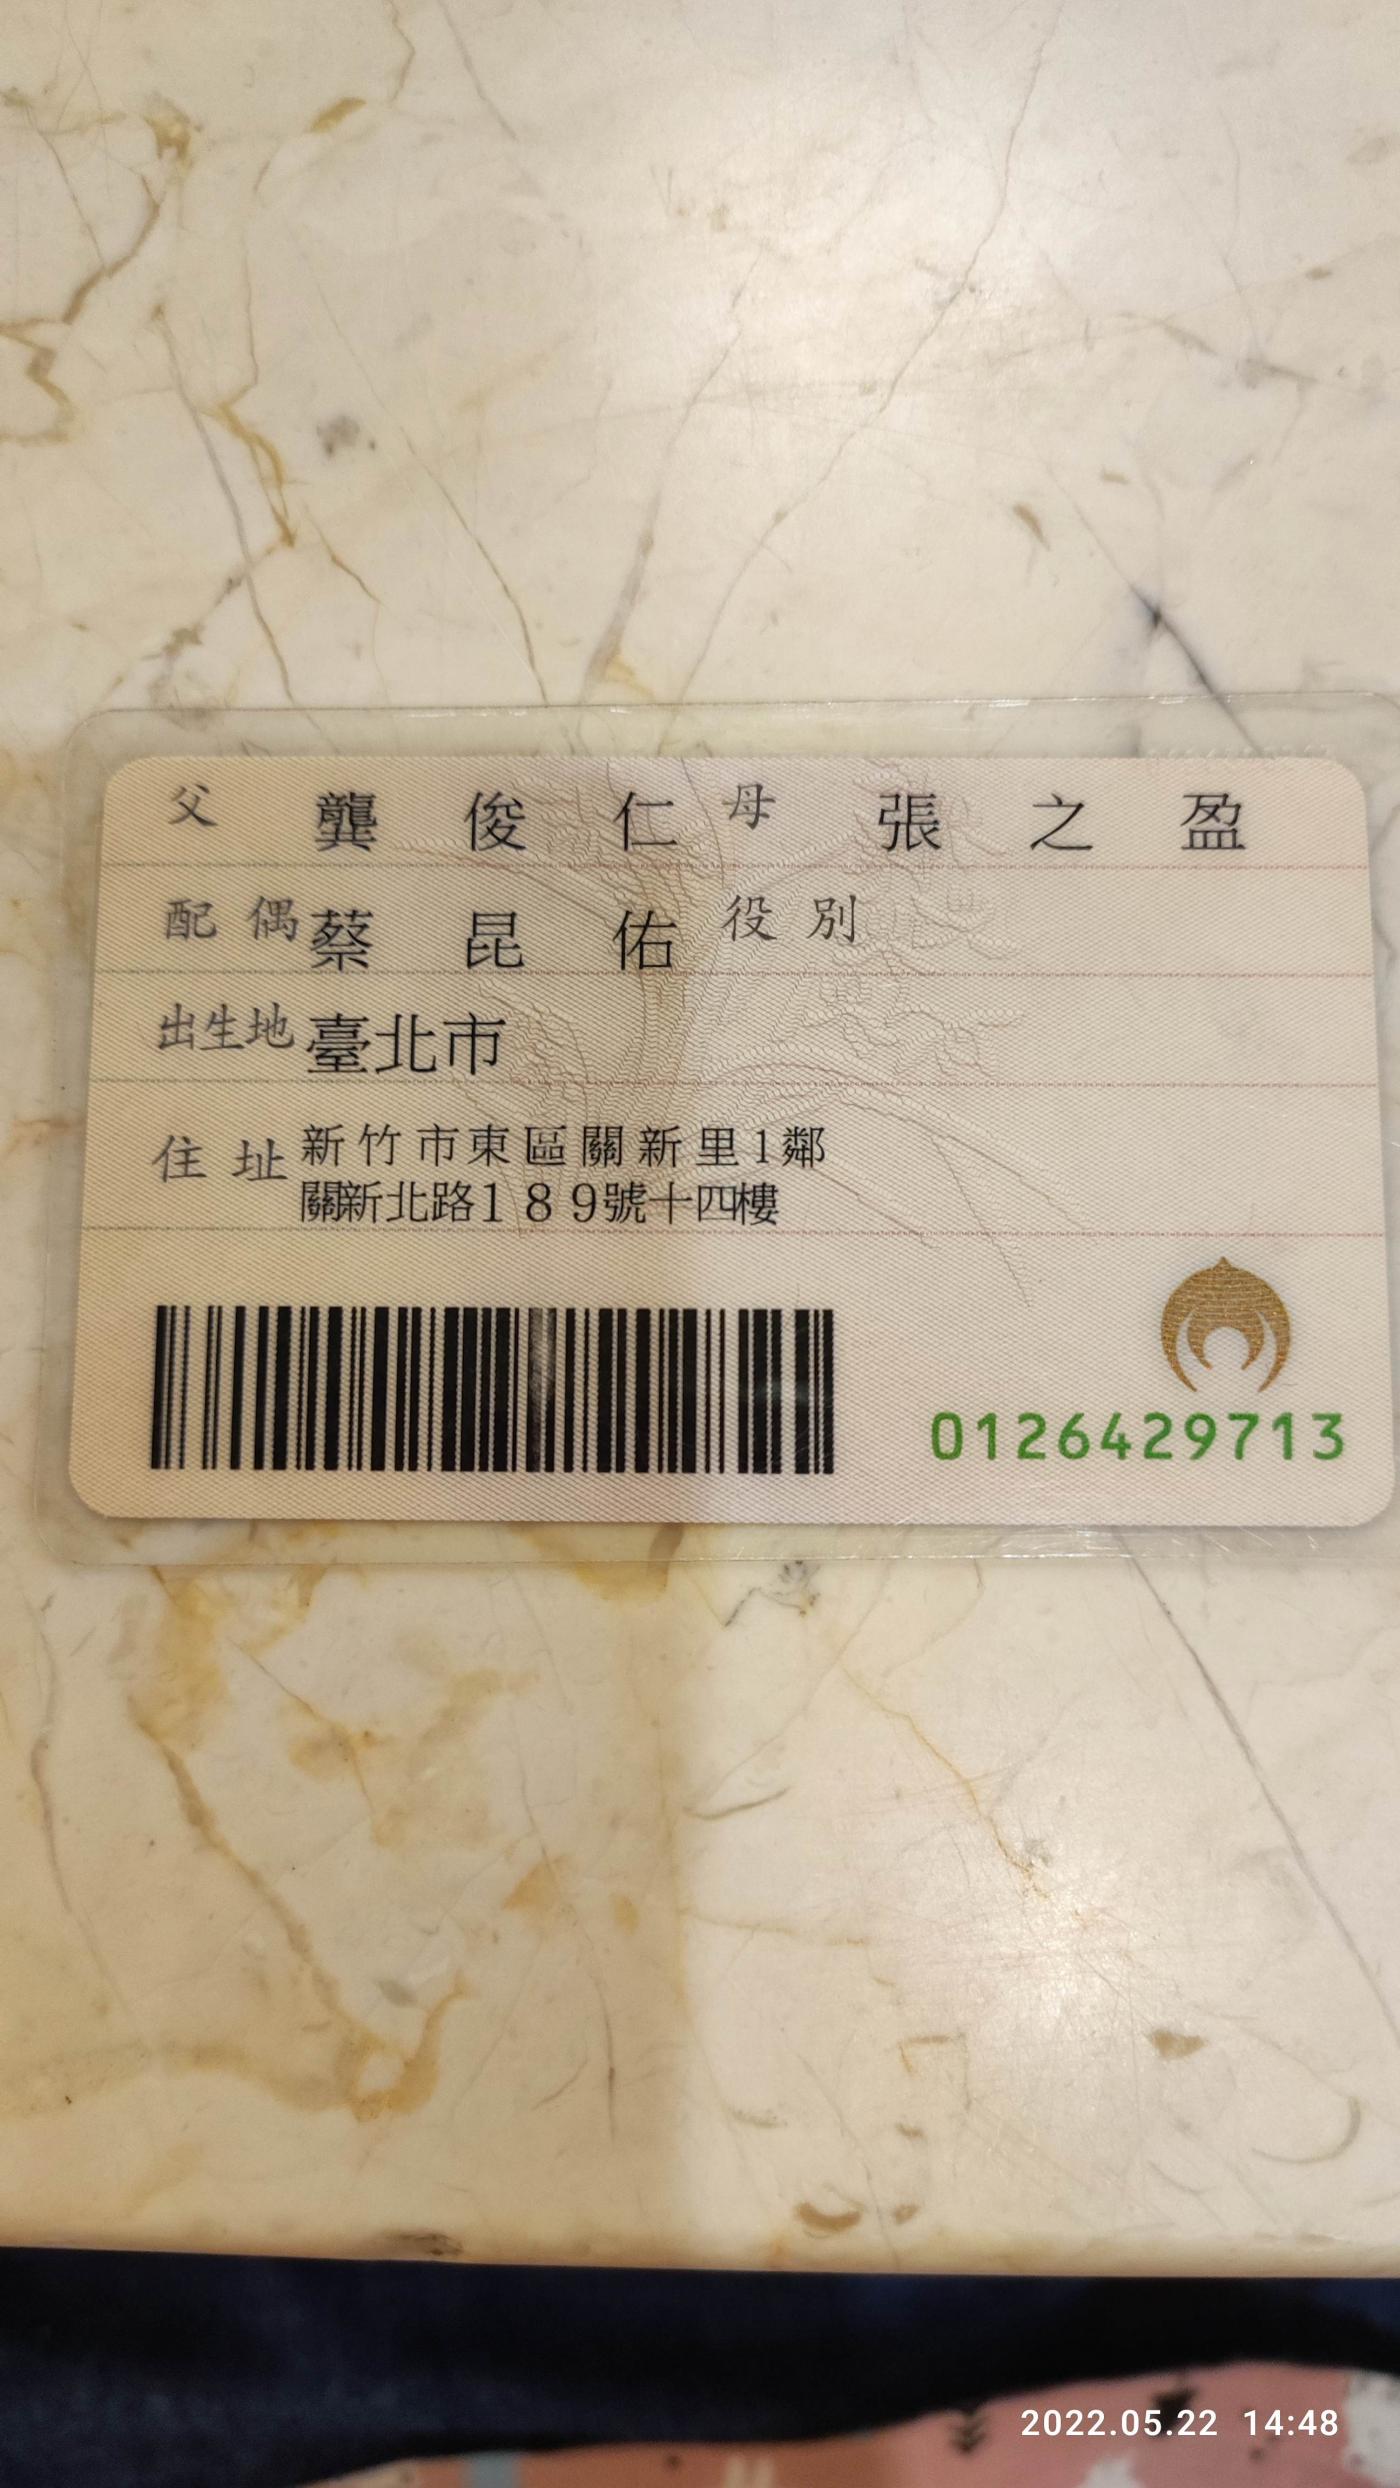 父 龔俊仁 母 張之盈
配偶 蔡昆佑 役別
出生地 臺北市
住址 新竹市東區關新里1鄰
關新北路189號十四樓
0126429713
2022.05.22 14:48